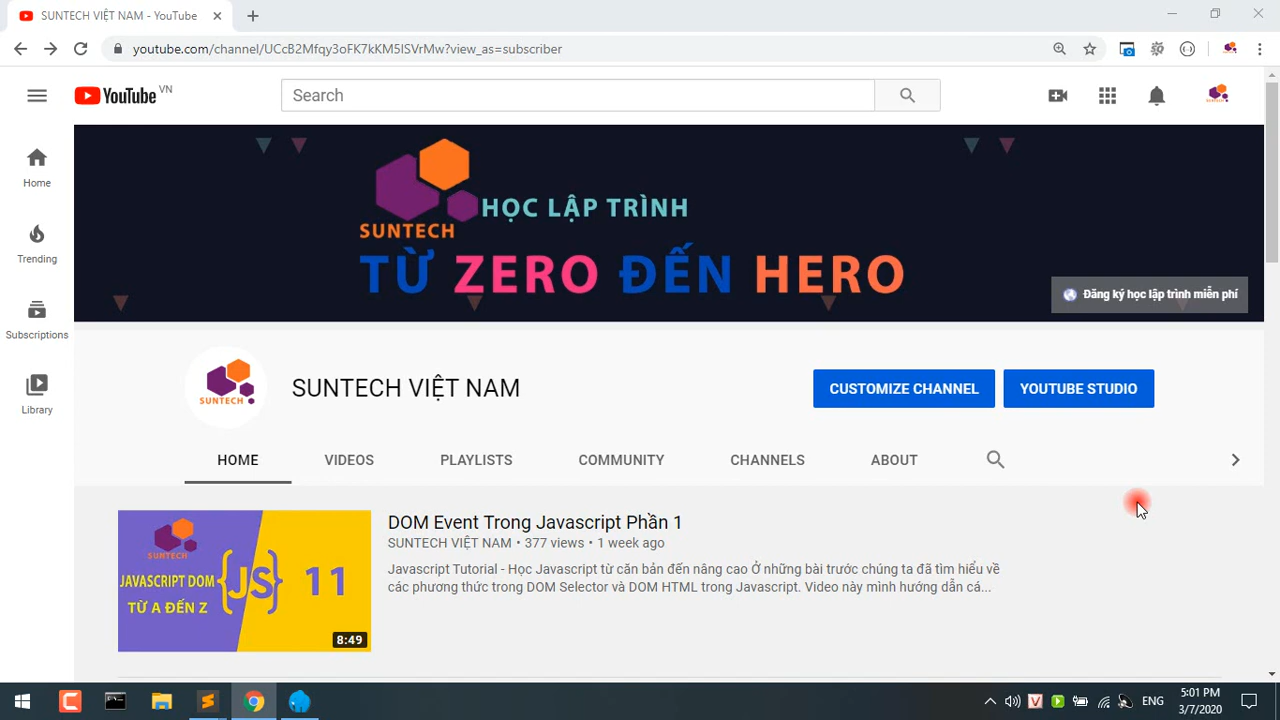 SUNTECH VIỆT NAM - YouTube
youtube.com/channel/UCcB2Mfqy3oFK7kKM5ISVrMw?view_as=subscriber
YouTube VN
Search
SUNTECH
HỌC LẬP TRÌNH
TỪ ZERO ĐẾN HERO
Đăng ký học lập trình miễn phí
Home
Trending
Subscriptions
Library
SUNTECH
SUNTECH VIỆT NAM
CUSTOMIZE CHANNEL
YOUTUBE STUDIO
HOME VIDEOS PLAYLISTS COMMUNITY CHANNELS ABOUT
SUNTECH
JAVASCRIPT DOM
TỪ A ĐẾN Z
{JS}
11
8:49
DOM Event Trong Javascript Phần 1
SUNTECH VIỆT NAM • 377 views • 1 week ago
Javascript Tutorial - Học Javascript từ căn bản đến nâng cao Ở những bài trước chúng ta đã tìm hiểu về
các phương thức trong DOM Selector và DOM HTML trong Javascript. Video này mình hướng dẫn cá...
ENG
5:01 PM
3/7/2020